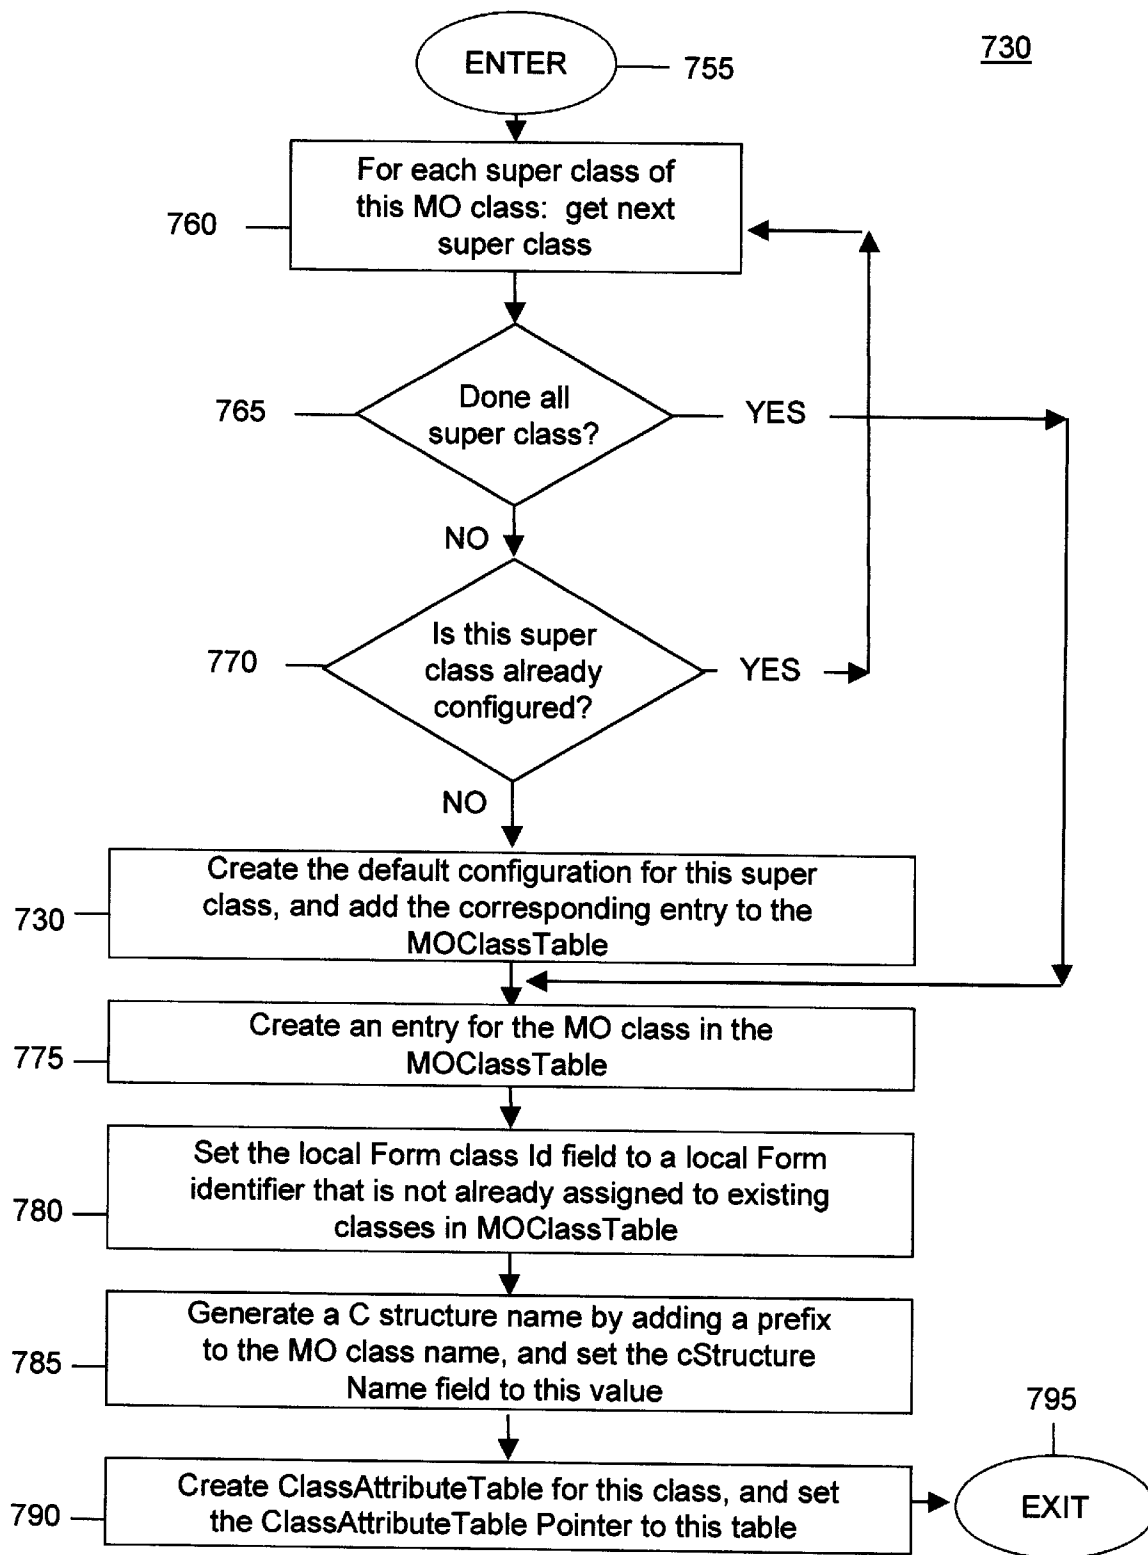 730
ENTER
755
For each super class of
this MO class: get next
super class
760
Done all
super class?
765
YES
NO
Is this super
class already
configured?
770
YES
NO
Create the default configuration for this super
class, and add the corresponding entry to the
MOClassTable
730
Create an entry for the MO class in the
MOClassTable
775
Set the local Form class Id field to a local Form
identifier that is not already assigned to existing
classes in MOClassTable
780
Generate a C structure name by adding a prefix
to the MO class name, and set the cStructure
Name field to this value
785
795
Create ClassAttributeTable for this class, and set
the ClassAttributeTable Pointer to this table
790
EXIT